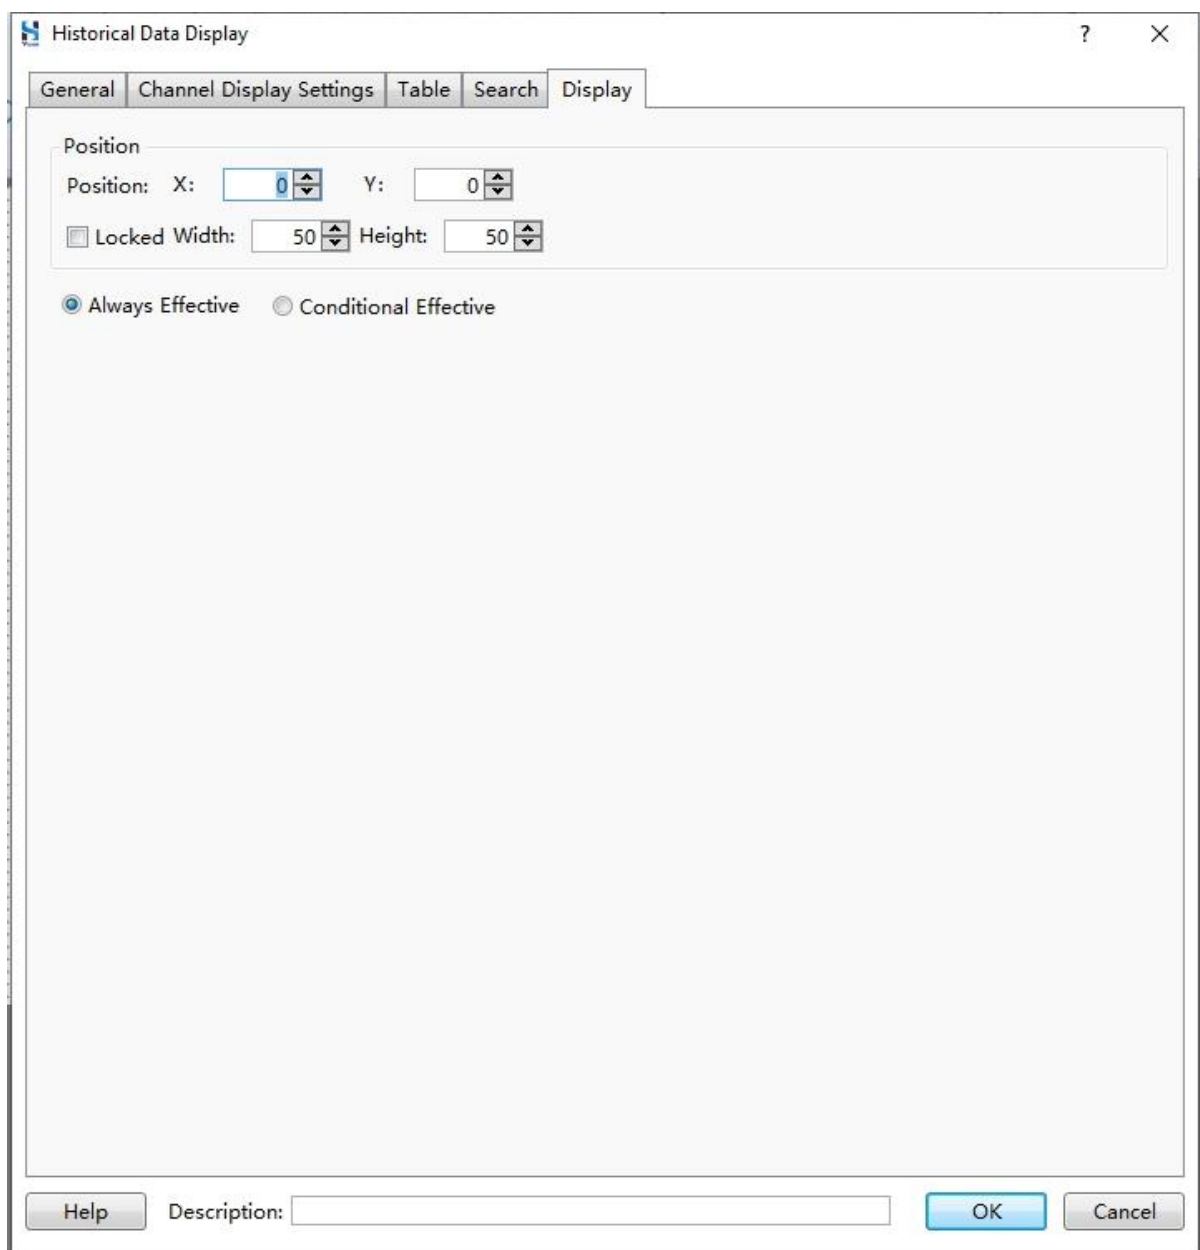 Historical Data Display ?
General Channel Display Settings Table Search Display
Position
Position: X: 0 Y: 0
Locked Width: 50 Height: 50
Always Effective Conditional Effective
Help Description: OK Cancel